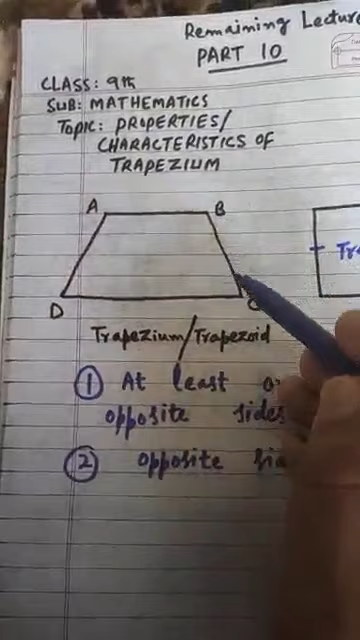 Remaining Lecture
PART 10
CLASS: 9th
SUB: MATHEMATICS
Topic: PROPERTIES/
CHARACTERISTICS OF
TRAPEZIUM
A B
D C
Trapezium/Trapezoid
① At least
opposite sides
② opposite